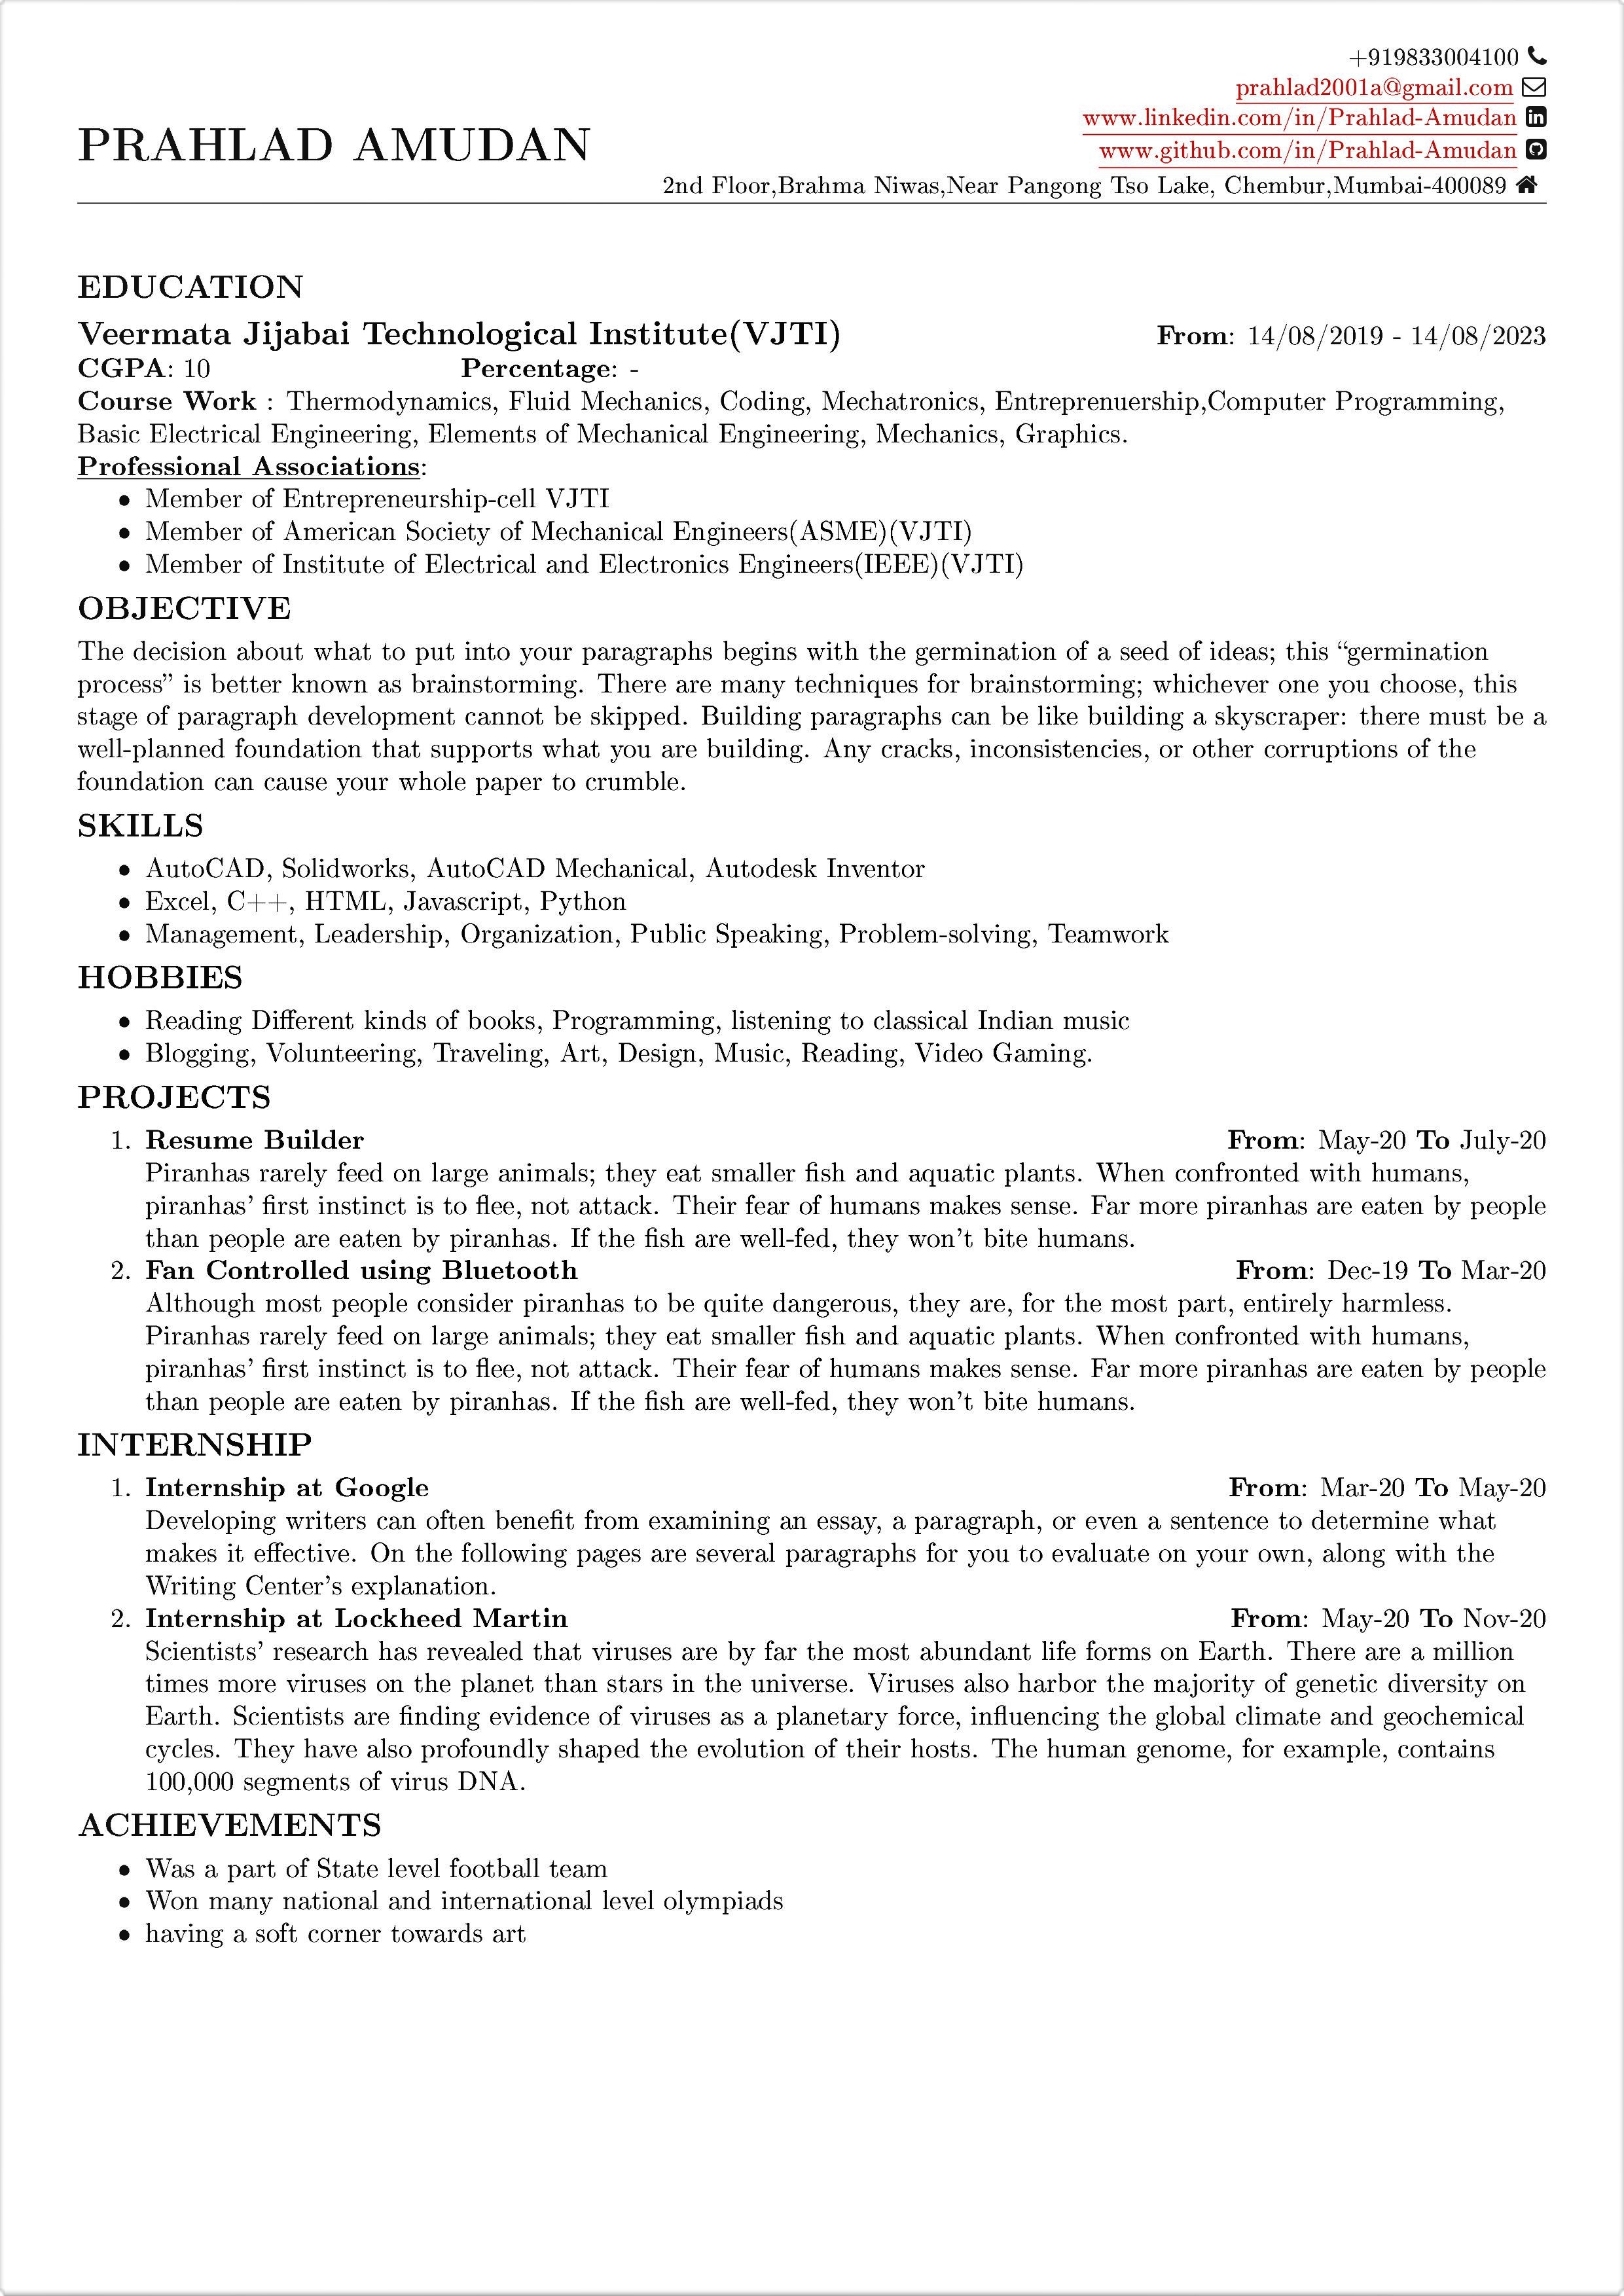 +919833004100
prahlad2001a@gmail.com
www.linkedin.com/in/Prahlad-Amudan
PRAHLAD AMUDAN
www.github.com/in/Prahlad-Amudan
2nd Floor,Brahma Niwas,Near Pangong Tso Lake, Chembur,Mumbai-400089
EDUCATION
Veermata Jijabai Technological Institute(VJTI) From: 14/08/2019 - 14/08/2023
CGPA: 10 Percentage: -
Course Work : Thermodynamics, Fluid Mechanics, Coding, Mechatronics, Entreprenuership,Computer Programming,
Basic Electrical Engineering, Elements of Mechanical Engineering, Mechanics, Graphics.
Professional Associations:
• Member of Entrepreneurship-cell VJTI
• Member of American Society of Mechanical Engineers(ASME)(VJTI)
• Member of Institute of Electrical and Electronics Engineers(IEEE)(VJTI)
OBJECTIVE
The decision about what to put into your paragraphs begins with the germination of a seed of ideas; this “germination
process” is better known as brainstorming. There are many techniques for brainstorming; whichever one you choose, this
stage of paragraph development cannot be skipped. Building paragraphs can be like building a skyscraper: there must be a
well-planned foundation that supports what you are building. Any cracks, inconsistencies, or other corruptions of the
foundation can cause your whole paper to crumble.
SKILLS
• AutoCAD, Solidworks, AutoCAD Mechanical, Autodesk Inventor
• Excel, C++, HTML, Javascript, Python
• Management, Leadership, Organization, Public Speaking, Problem-solving, Teamwork
HOBBIES
• Reading Different kinds of books, Programming, listening to classical Indian music
• Blogging, Volunteering, Traveling, Art, Design, Music, Reading, Video Gaming.
PROJECTS
1. Resume Builder From: May-20 To July-20
Piranhas rarely feed on large animals; they eat smaller fish and aquatic plants. When confronted with humans,
piranhas’ first instinct is to flee, not attack. Their fear of humans makes sense. Far more piranhas are eaten by people
than people are eaten by piranhas. If the fish are well-fed, they won’t bite humans.
2. Fan Controlled using Bluetooth From: Dec-19 To Mar-20
Although most people consider piranhas to be quite dangerous, they are, for the most part, entirely harmless.
Piranhas rarely feed on large animals; they eat smaller fish and aquatic plants. When confronted with humans,
piranhas’ first instinct is to flee, not attack. Their fear of humans makes sense. Far more piranhas are eaten by people
than people are eaten by piranhas. If the fish are well-fed, they won’t bite humans.
INTERNSHIP
1. Internship at Google From: Mar-20 To May-20
Developing writers can often benefit from examining an essay, a paragraph, or even a sentence to determine what
makes it effective. On the following pages are several paragraphs for you to evaluate on your own, along with the
Writing Center’s explanation.
2. Internship at Lockheed Martin From: May-20 To Nov-20
Scientists’ research has revealed that viruses are by far the most abundant life forms on Earth. There are a million
times more viruses on the planet than stars in the universe. Viruses also harbor the majority of genetic diversity on
Earth. Scientists are finding evidence of viruses as a planetary force, influencing the global climate and geochemical
cycles. They have also profoundly shaped the evolution of their hosts. The human genome, for example, contains
100,000 segments of virus DNA.
ACHIEVEMENTS
• Was a part of State level football team
• Won many national and international level olympiads
• having a soft corner towards art